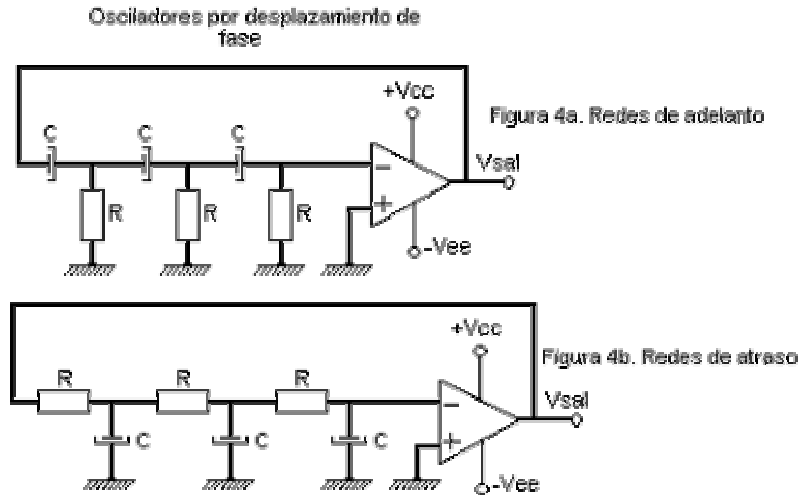 Osciladores por desplazamiento de
fase
+Vcc
Figura 4a. Redes de adelanto
C
C
C
Vsal
R
R
R
-Vee
+Vcc
Figura 4b. Redes de atraso
R
R
R
Vsal
C
C
C
-Vee